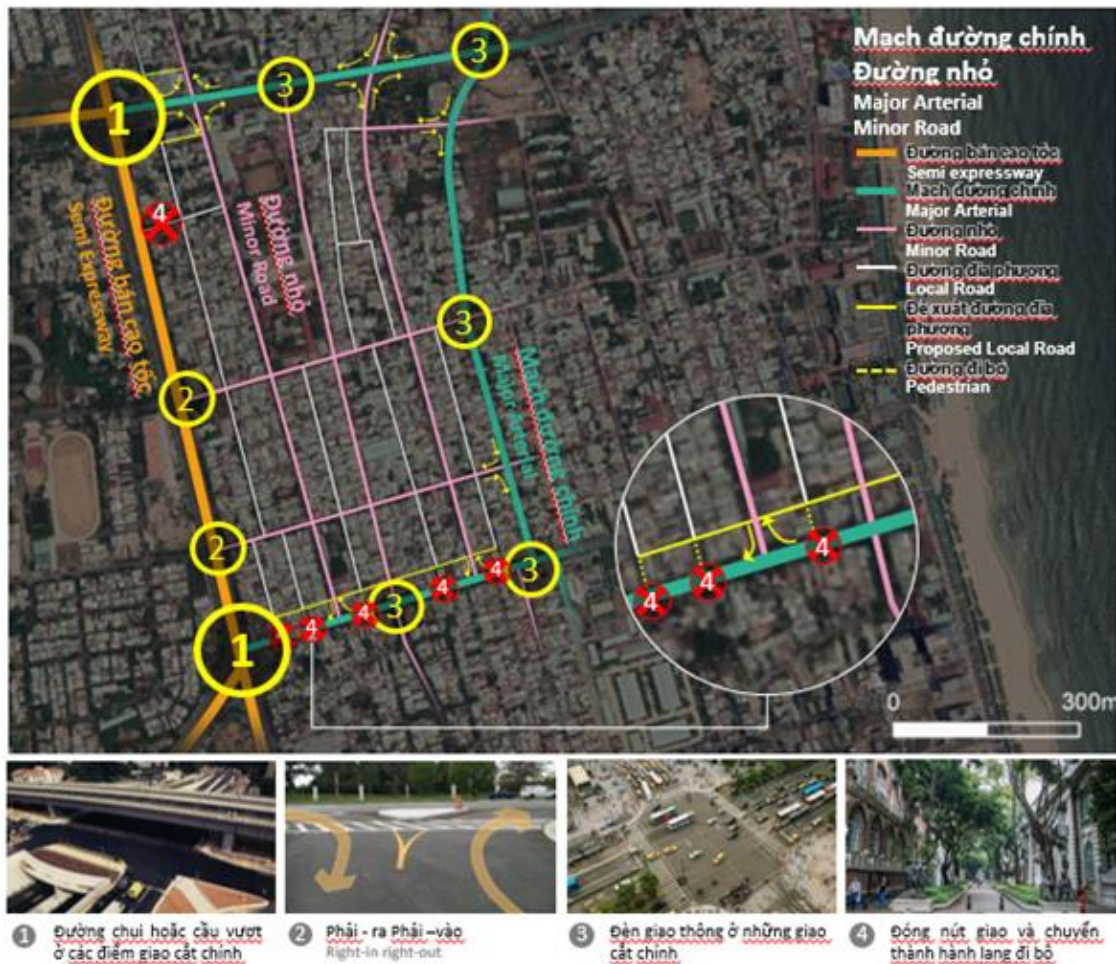 Mạch đường chính
Đường nhỏ
Major Arterial
Minor Road
Đường bán cao tốc
Semi expressway
Mạch đường chính
Major Arterial
Đường nhỏ
Minor Road
Đường địa phương
Local Road
Đề xuất đường địa
phương
Proposed Local Road
Đường đi bộ
Pedestrian
1
3
3
4
Đường bán cao tốc
Semi Expressway
Đường nhỏ
Minor Road
2
3
Mạch đường chính
Major Arterial
2
3
4
4
4
3
4
4
1
4
4
4
0
300m
1 Đường chui hoặc cầu vượt
ở các điểm giao cắt chính
2 Phải - ra Phải –vào
Right-in right-out
3 Đèn giao thông ở những giao
cắt chính
4 Đóng nút giao và chuyển
thành hành lang đi bộ